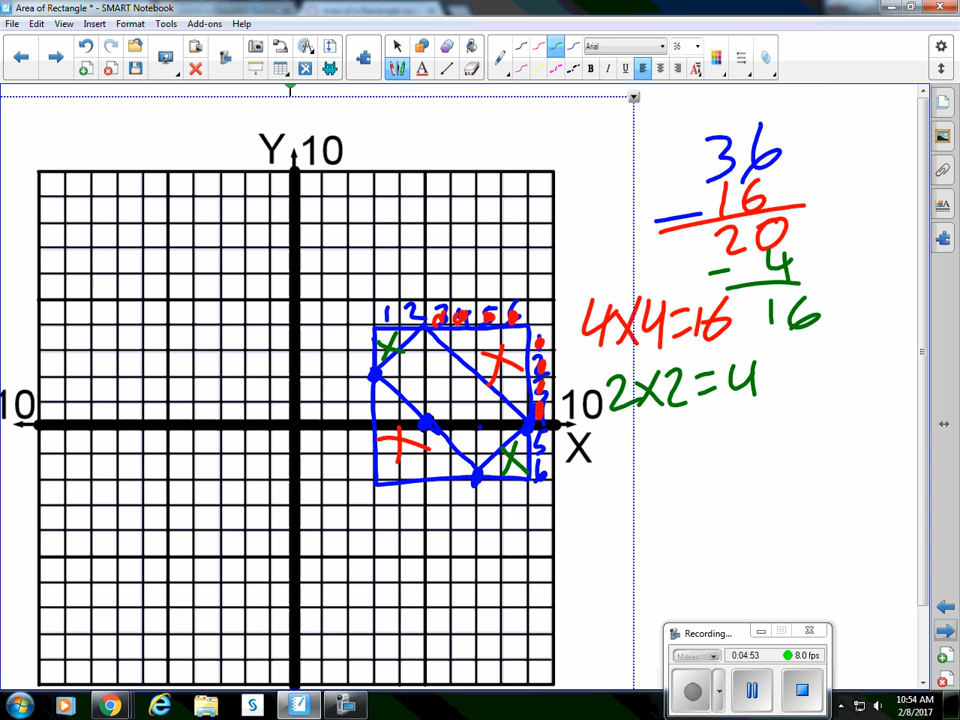 Area of Rectangle * - SMART Notebook
File Edit View Insert Format Tools Add-ons Help
Arial 36
B I U
Y 10
36
16
20
- 4
16
1 2 3 4 5 6
1
2
3
4
5
6
4x4=16
2x2=4
10
10
X
Recording...
Menu
0:04:53 8.0 fps
10:54 AM
2/8/2017